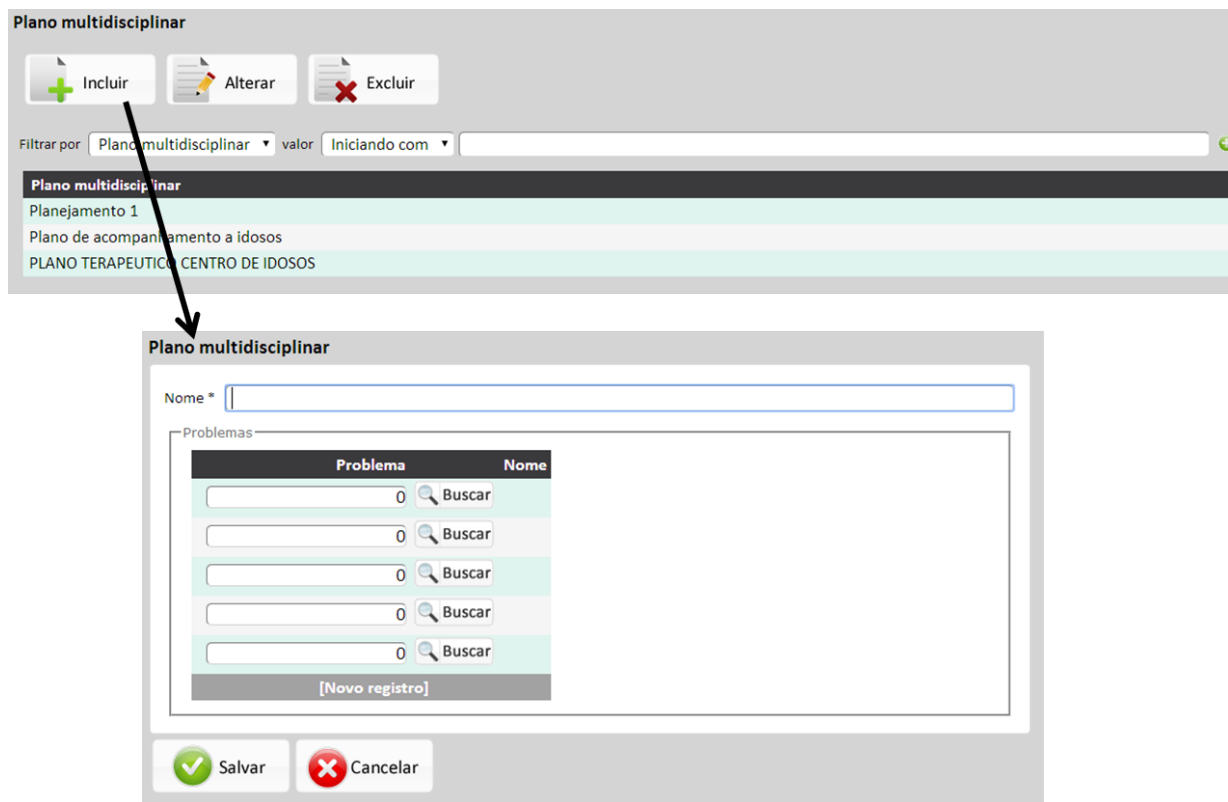 Plano multidisciplinar
Incluir Alterar Excluir
Filtrar por Plano multidisciplinar valor Iniciando com
Plano multidisciplinar
Planejamento 1
Plano de acompanhamento a idosos
PLANO TERAPEUTICO CENTRO DE IDOSOS
Plano multidisciplinar
Nome *
Problemas
Problema Nome
0 Buscar
0 Buscar
0 Buscar
0 Buscar
0 Buscar
[Novo registro]
Salvar Cancelar